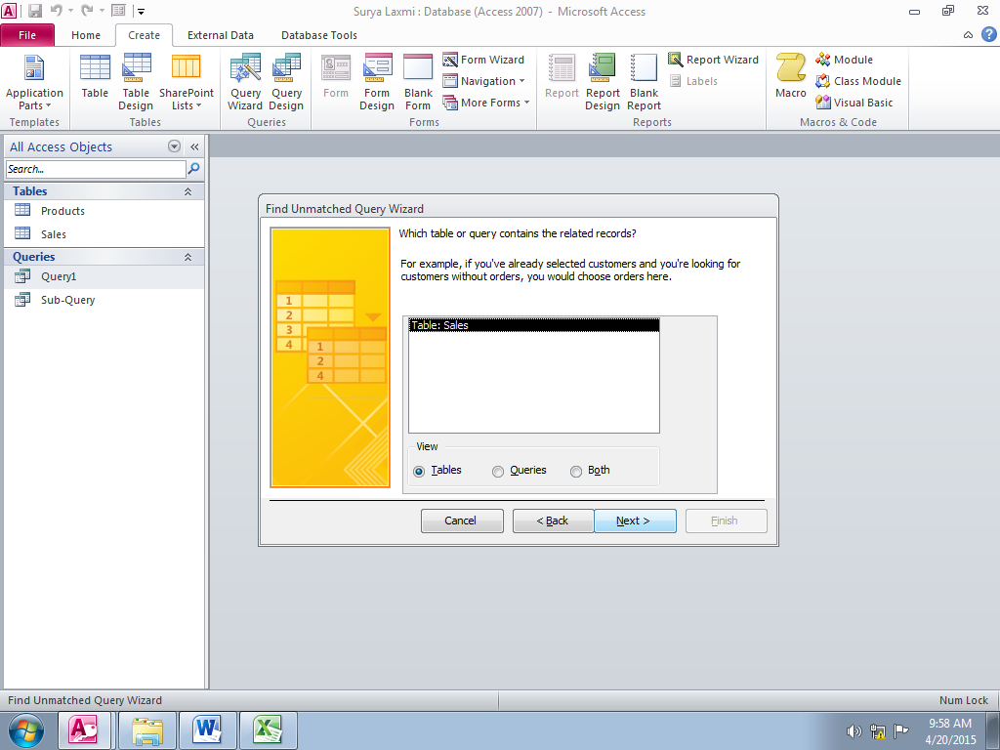 Surya Laxmi : Database (Access 2007) - Microsoft Access
File Home Create External Data Database Tools
Application Parts
Templates
Table
Table Design
SharePoint Lists
Tables
Query Wizard
Query Design
Queries
Form
Form Design
Blank Form
Form Wizard
Navigation
More Forms
Forms
Report
Report Design
Blank Report
Report Wizard
Labels
Reports
Macro
Module
Class Module
Visual Basic
Macros & Code
All Access Objects
Search...
Tables
Products
Sales
Queries
Query1
Sub-Query
Find Unmatched Query Wizard
1
2
3
4
1
2
4
Which table or query contains the related records?
For example, if you've already selected customers and you're looking for
customers without orders, you would choose orders here.
Table: Sales
View
Tables Queries Both
Cancel < Back Next > Finish
Find Unmatched Query Wizard
Num Lock
9:58 AM
4/20/2015